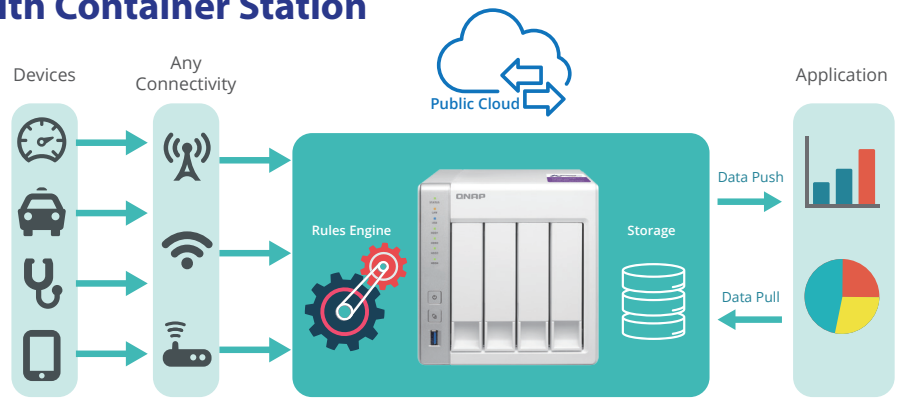 ith Container Station
Devices
Any
Connectivity
Public Cloud
Application
QNAP
Rules Engine
Storage
Data Push
Data Pull